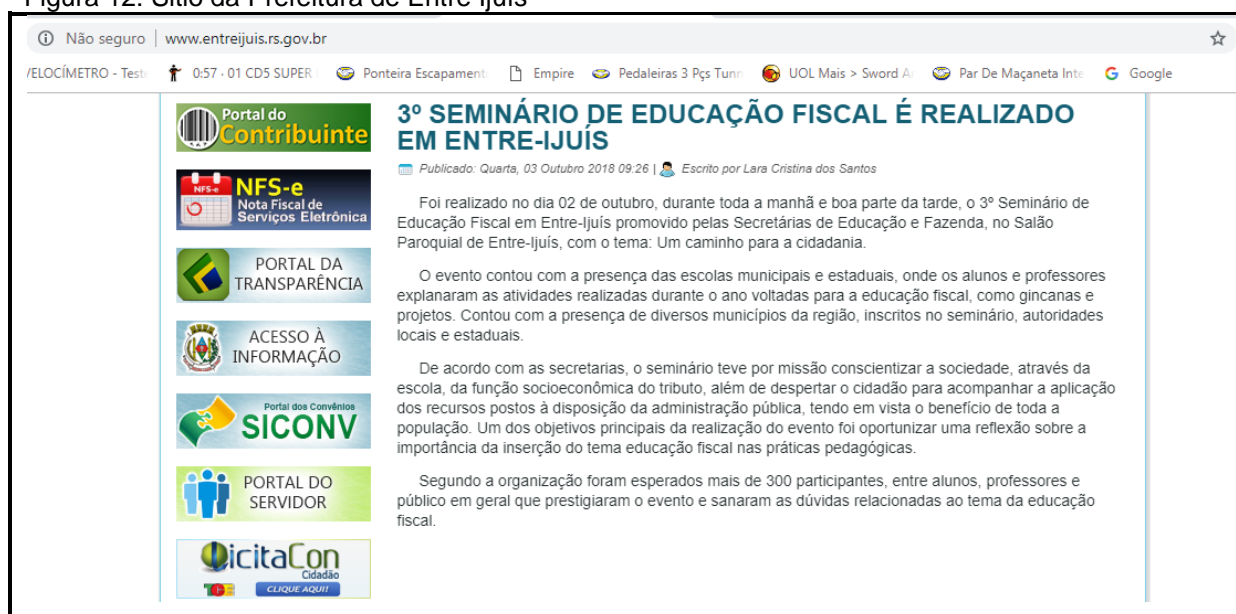 Figura 12: Sítio da Prefeitura de Entre Ijuís
Não seguro | www.entreijuis.rs.gov.br
/ELOCÍMETRO - Test
0:57 - 01 CD5 SUPER
Ponteira Escapament
Empire
Pedaleiras 3 Pçs Tun
UOL Mais > Sword A
Par De Maçaneta Inte
Google
Portal do
Contribuinte
NFS-e
NFS-e
Nota Fiscal de
Serviços Eletrônica
PORTAL DA
TRANSPARÊNCIA
ACESSO À
INFORMAÇÃO
Portal dos Convênios
SICONV
PORTAL DO
SERVIDOR
LicitaCon
Cidadão
TCE
CLIQUE AQUI!
3º SEMINÁRIO DE EDUCAÇÃO FISCAL É REALIZADO
EM ENTRE-IJUÍS
Publicado: Quarta, 03 Outubro 2018 09:26 | Escrito por Lara Cristina dos Santos
Foi realizado no dia 02 de outubro, durante toda a manhã e boa parte da tarde, o 3º Seminário de
Educação Fiscal em Entre-Ijuís promovido pelas Secretárias de Educação e Fazenda, no Salão
Paroquial de Entre-Ijuís, com o tema: Um caminho para a cidadania.
O evento contou com a presença das escolas municipais e estaduais, onde os alunos e professores
explanaram as atividades realizadas durante o ano voltadas para a educação fiscal, como gincanas e
projetos. Contou com a presença de diversos municípios da região, inscritos no seminário, autoridades
locais e estaduais.
De acordo com as secretarias, o seminário teve por missão conscientizar a sociedade, através da
escola, da função socioeconômica do tributo, além de despertar o cidadão para acompanhar a aplicação
dos recursos postos à disposição da administração pública, tendo em vista o benefício de toda a
população. Um dos objetivos principais da realização do evento foi oportunizar uma reflexão sobre a
importância da inserção do tema educação fiscal nas práticas pedagógicas.
Segundo a organização foram esperados mais de 300 participantes, entre alunos, professores e
público em geral que prestigiaram o evento e sanaram as dúvidas relacionadas ao tema da educação
fiscal.